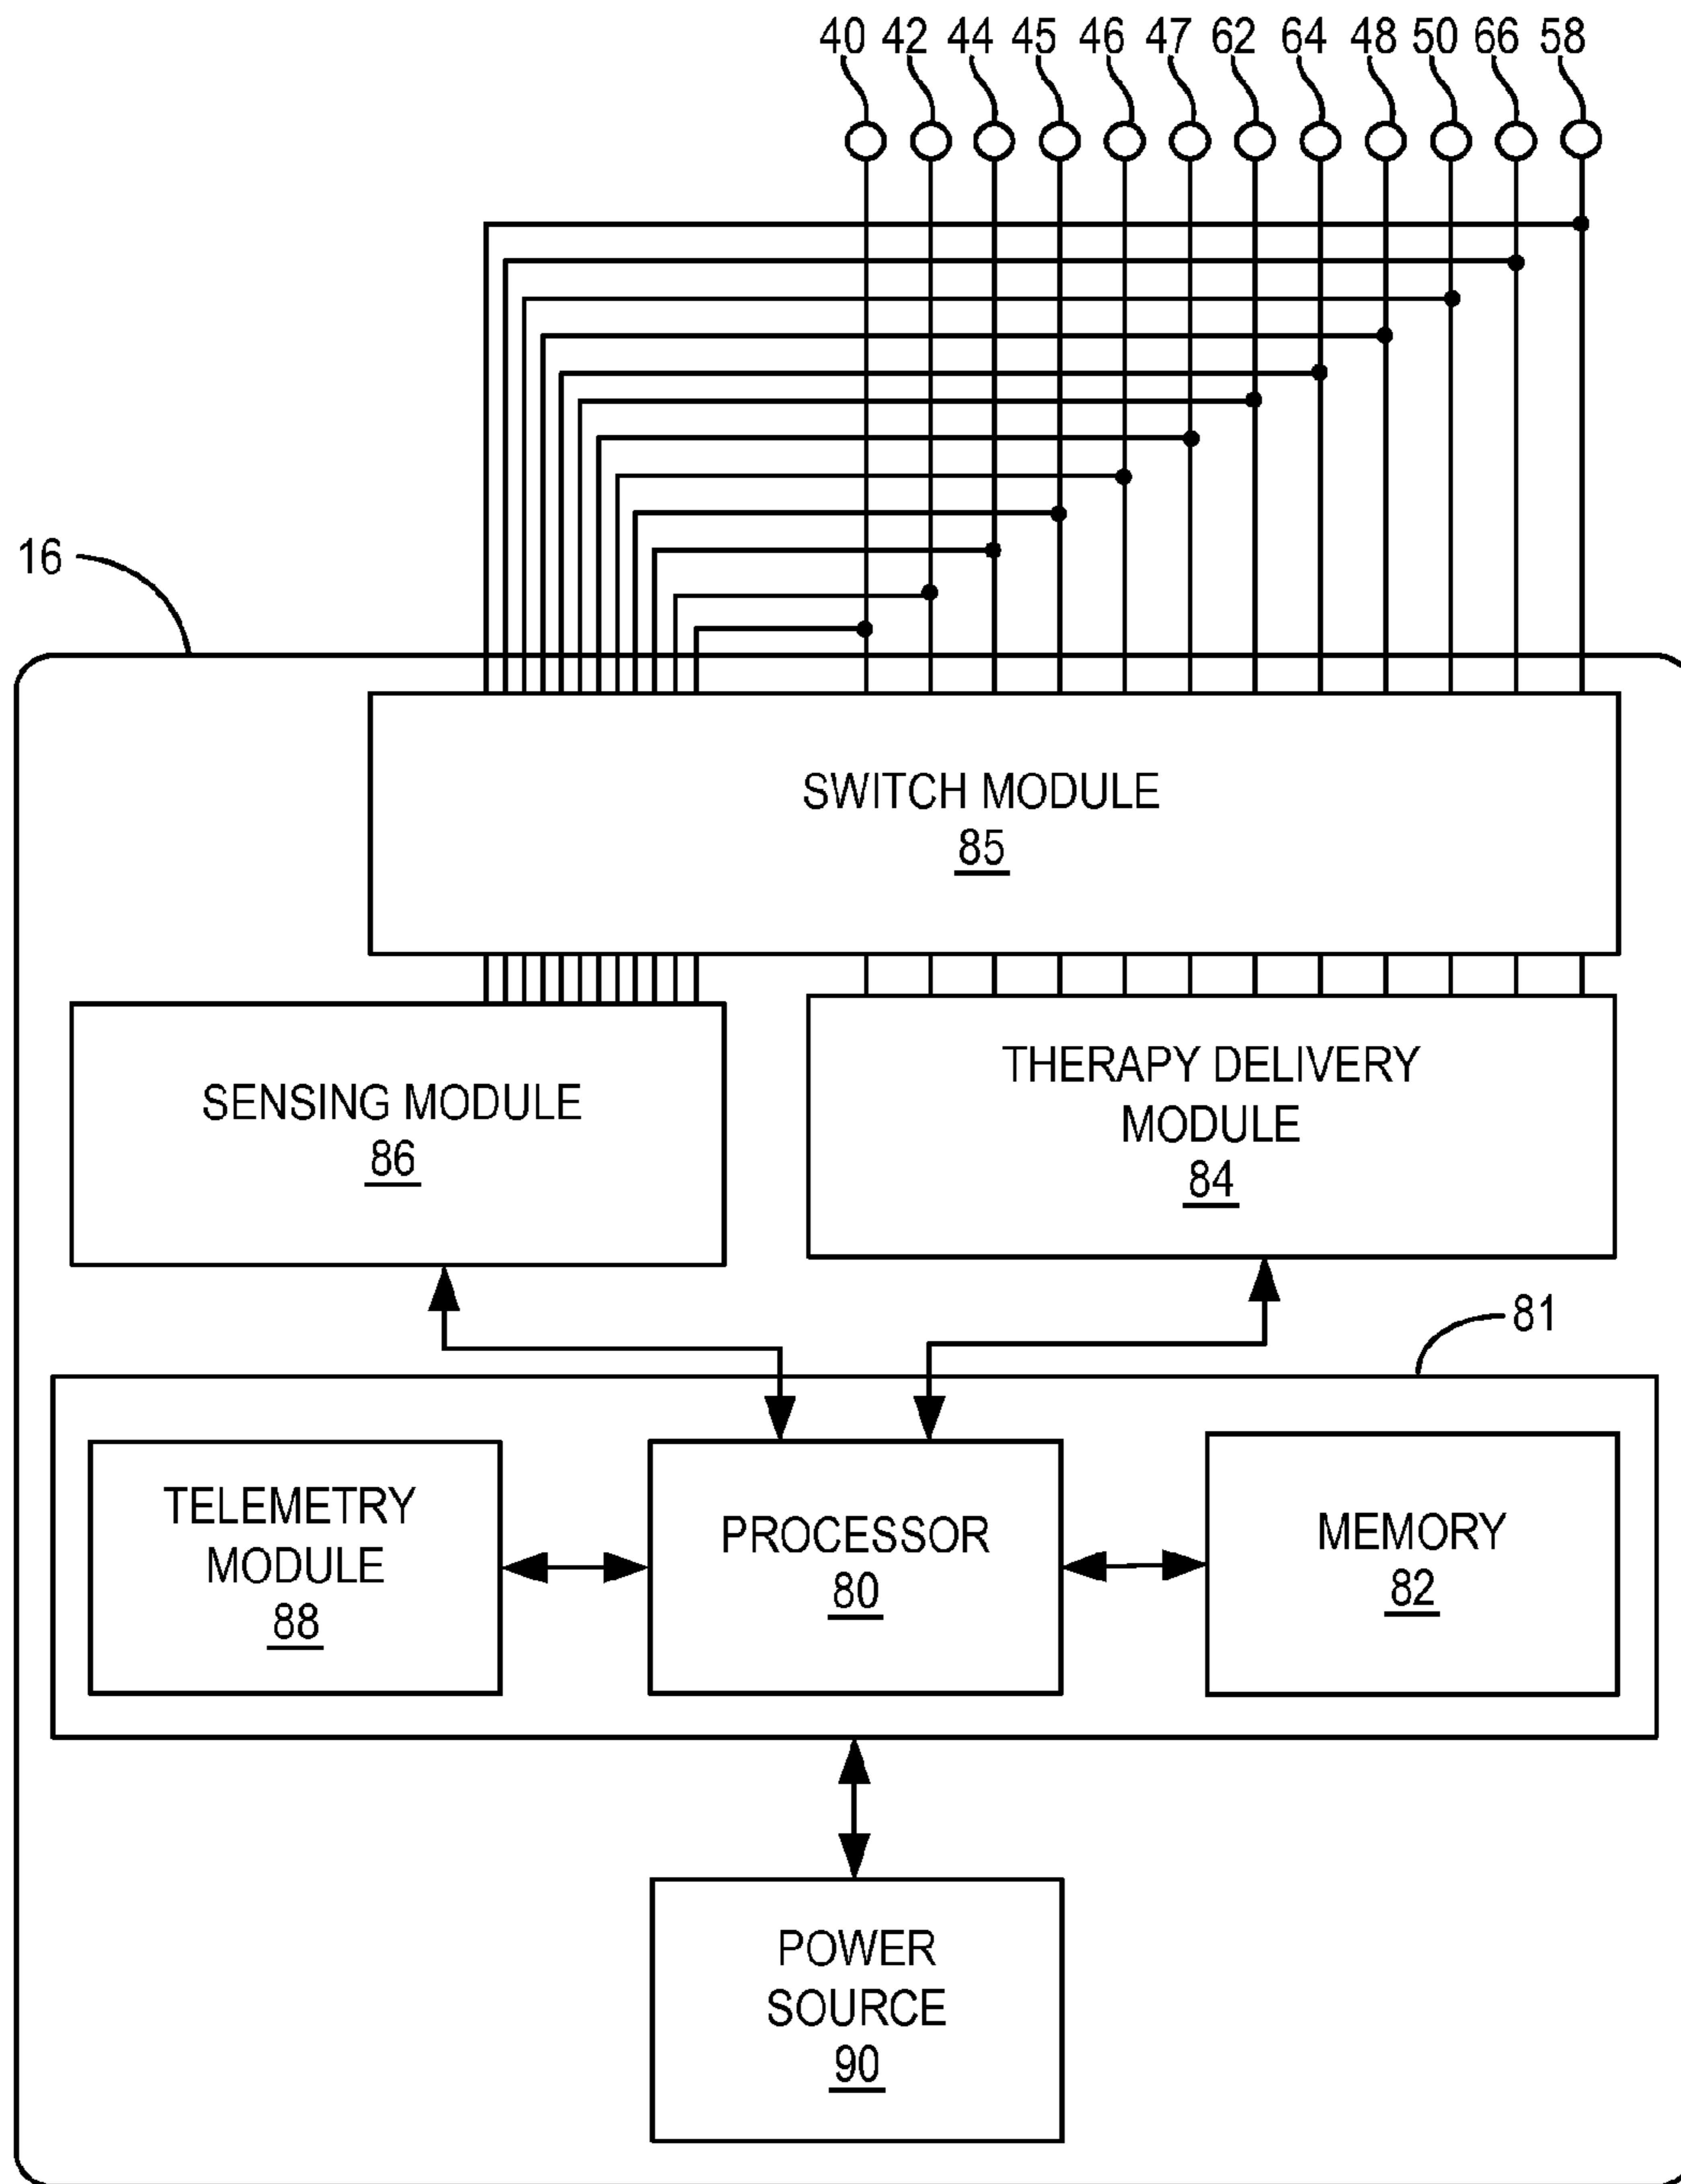 40 42 44 45 46 47 62 64 48 50 66 58
16
SWITCH MODULE
85
SENSING MODULE
86
THERAPY DELIVERY
MODULE
84
81
TELEMETRY
MODULE
88
PROCESSOR
80
MEMORY
82
POWER
SOURCE
90